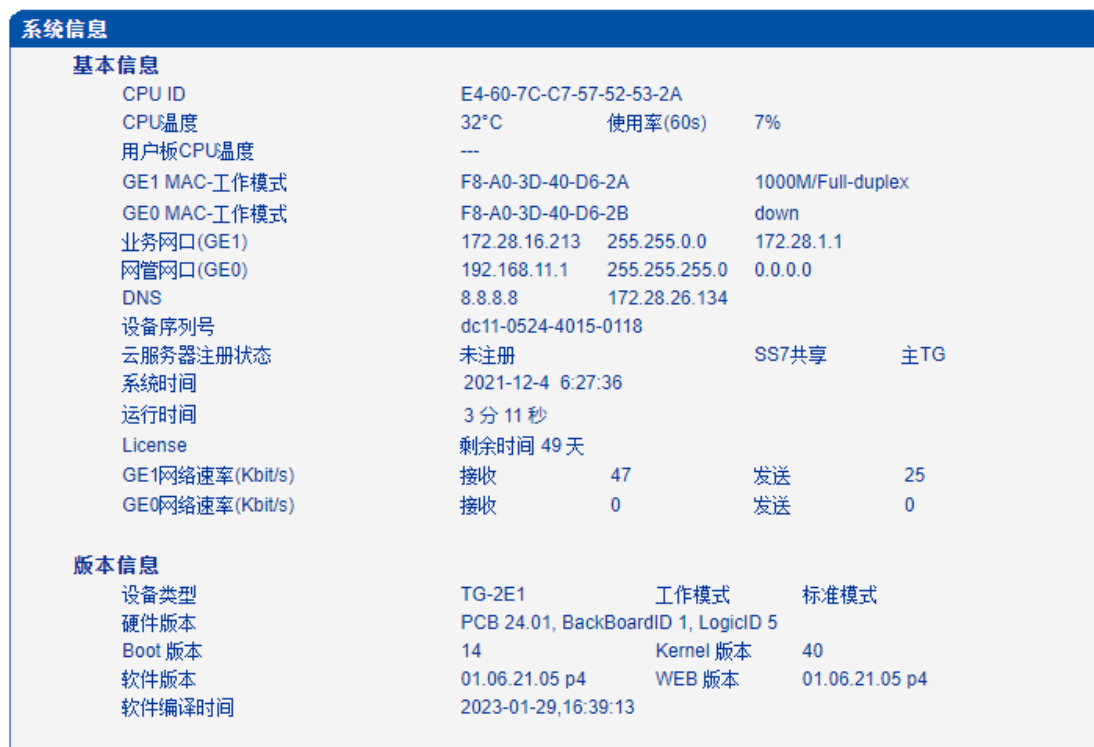 系统信息
基本信息
CPU ID E4-60-7C-C7-57-52-53-2A
CPU温度 32°C 使用率(60s) 7%
用户板CPU温度 ---
GE1 MAC-工作模式 F8-A0-3D-40-D6-2A 1000M/Full-duplex
GE0 MAC-工作模式 F8-A0-3D-40-D6-2B down
业务网口(GE1) 172.28.16.213 255.255.0.0 172.28.1.1
网管网口(GE0) 192.168.11.1 255.255.255.0 0.0.0.0
DNS 8.8.8.8 172.28.26.134
设备序列号 dc11-0524-4015-0118
云服务器注册状态 未注册 SS7共享 主TG
系统时间 2021-12-4 6:27:36
运行时间 3 分 11 秒
License 剩余时间 49 天
GE1网络速率(Kbit/s) 接收 47 发送 25
GE0网络速率(Kbit/s) 接收 0 发送 0
版本信息
设备类型 TG-2E1 工作模式 标准模式
硬件版本 PCB 24.01, BackBoardID 1, LogicID 5
Boot 版本 14 Kernel 版本 40
软件版本 01.06.21.05 p4 WEB 版本 01.06.21.05 p4
软件编译时间 2023-01-29,16:39:13